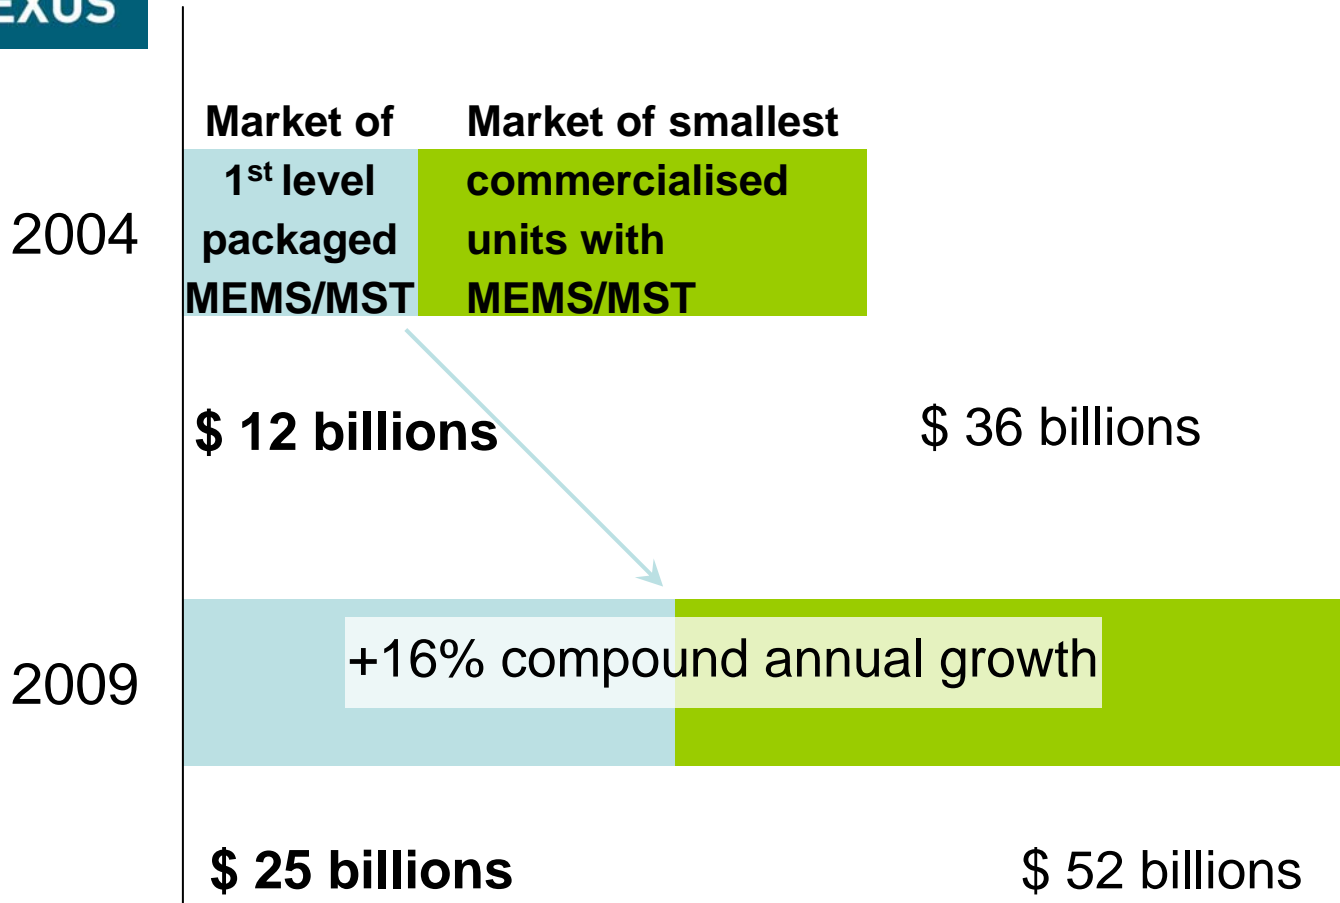 EXUS
Market of
1st level
packaged
MEMS/MST
Market of smallest
commercialised
units with
MEMS/MST
2004
$ 12 billions
$ 36 billions
+16% compound annual growth
2009
$ 25 billions
$ 52 billions